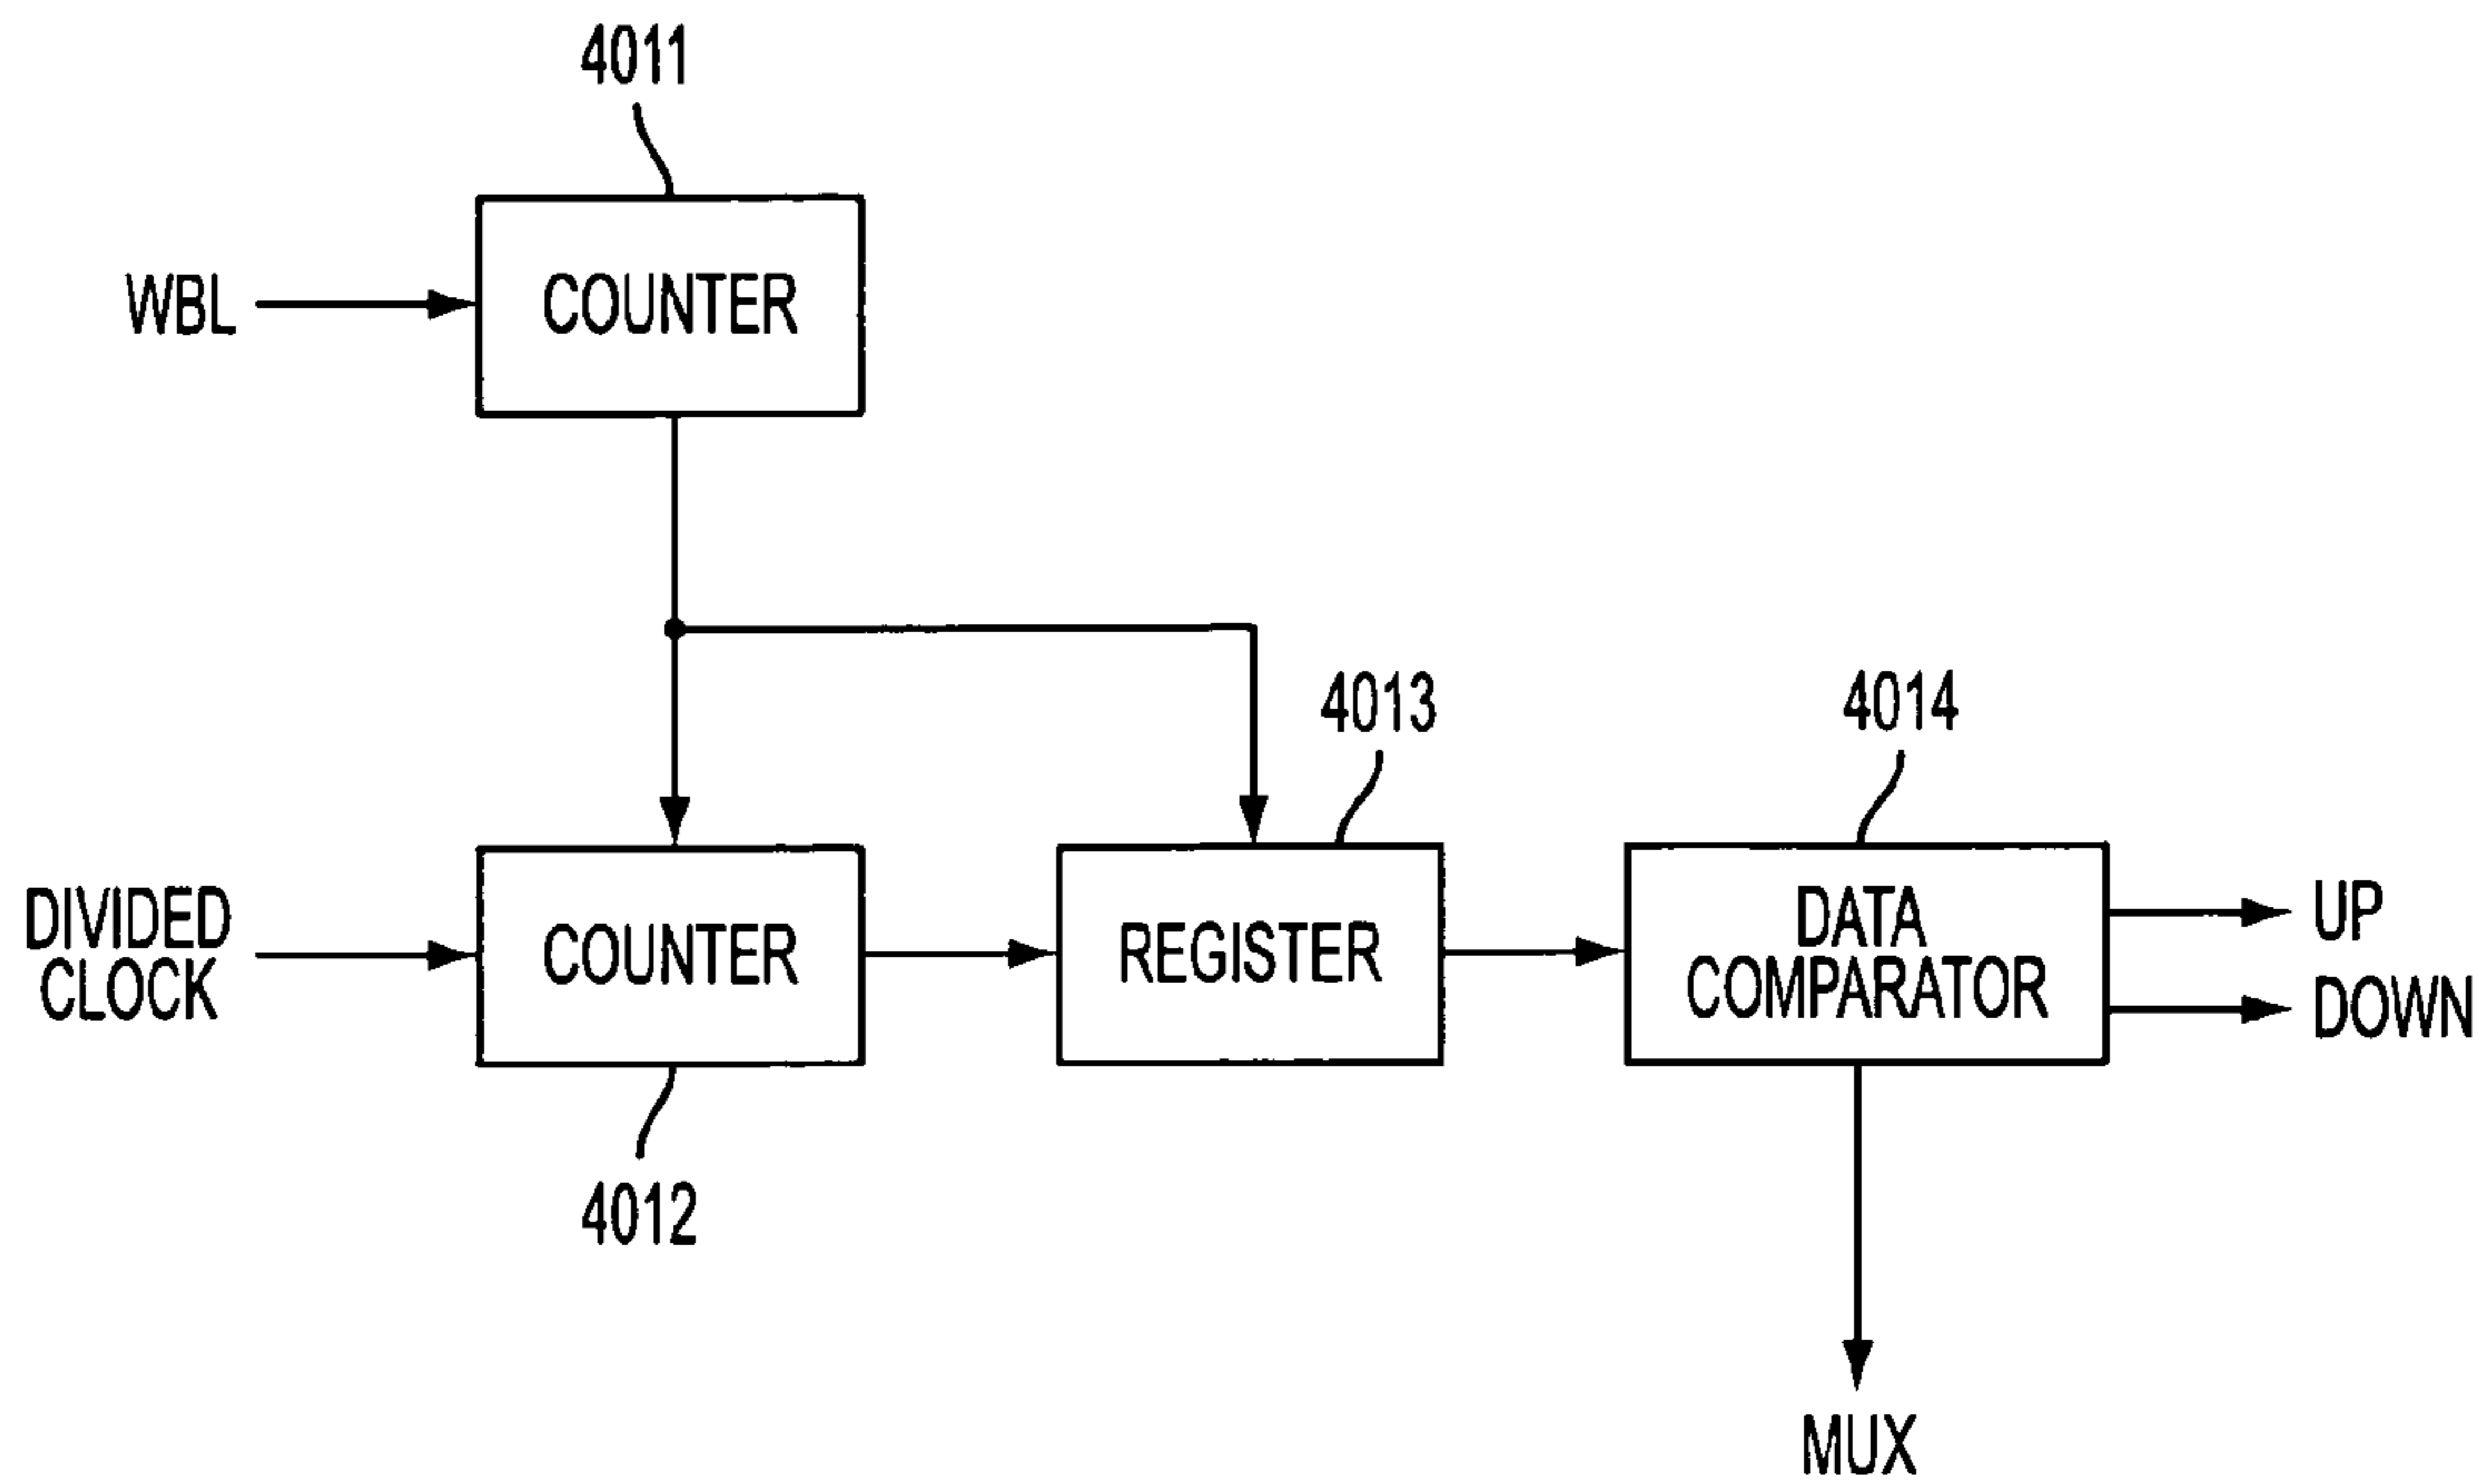 4011
WBL
COUNTER
4013
4014
DIVIDED
CLOCK
COUNTER
REGISTER
DATA
COMPARATOR
UP
DOWN
4012
MUX